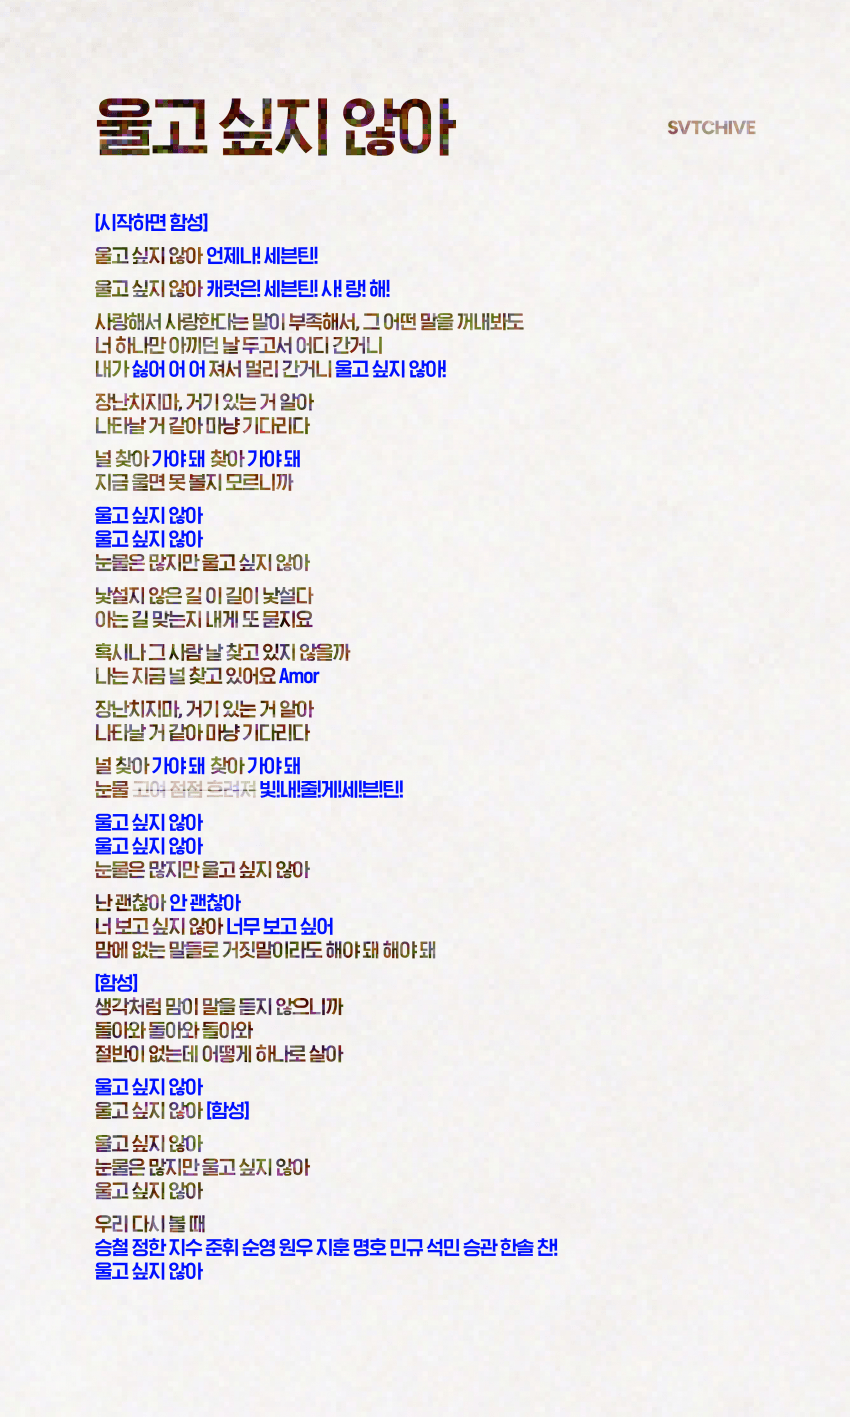 울고 싶지 않아
SVTCHIVE
[시작하면 함성]
울고 싶지 않아 언제나! 세븐틴!
울고 싶지 않아 캐럿은! 세븐틴! 사! 랑! 해!
사랑해서 사랑한다는 말이 부족해서, 그 어떤 말을 꺼내봐도
너 하나만 아끼던 날 두고서 어디 간거니
내가 싫어 어 어 져서 멀리 간거니 울고 싶지 않아!
장난치지마, 거기 있는 거 알아
나타날 거 같아 마냥 기다리다
널 찾아 가야 돼 찾아 가야 돼
지금 울면 못 볼지 모르니까
울고 싶지 않아
울고 싶지 않아
눈물은 많지만 울고 싶지 않아
낯설지 않은 길 이 길이 낯설다
아는 길 맞는지 내게 또 묻지요
혹시나 그 사람 날 찾고 있지 않을까
나는 지금 널 찾고 있어요 Amor
장난치지마, 거기 있는 거 알아
나타날 거 같아 마냥 기다리다
널 찾아 가야 돼 찾아 가야 돼
눈물 고여 점점 흐려져 빛!내!줄!게!세!븐!틴!
울고 싶지 않아
울고 싶지 않아
눈물은 많지만 울고 싶지 않아
난 괜찮아 안 괜찮아
너 보고 싶지 않아 너무 보고 싶어
맘에 없는 말들로 거짓말이라도 해야 돼 해야 돼
[함성]
생각처럼 맘이 말을 듣지 않으니까
돌아와 돌아와 돌아와
절반이 없는데 어떻게 하나로 살아
울고 싶지 않아
울고 싶지 않아 [함성]
울고 싶지 않아
눈물은 많지만 울고 싶지 않아
울고 싶지 않아
우리 다시 볼 때
승철 정한 지수 준휘 순영 원우 지훈 명호 민규 석민 승관 한솔 찬!
울고 싶지 않아